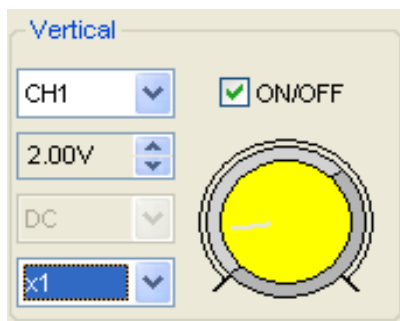 Vertical
CH1
ON/OFF
2.00V
DC
x1